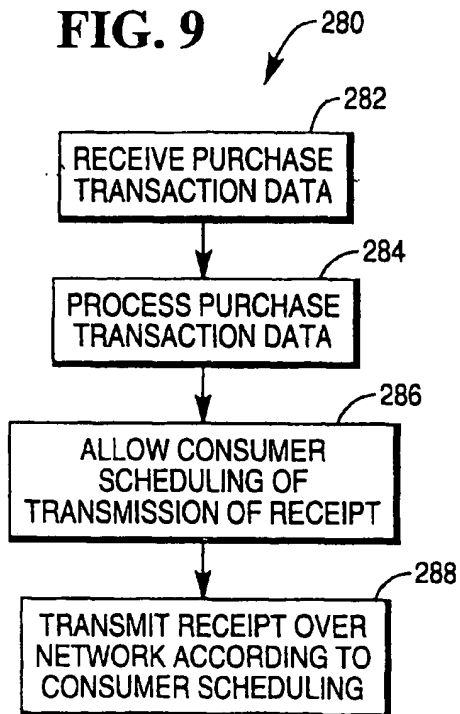 FIG. 9
280
282
RECEIVE PURCHASE
TRANSACTION DATA
284
PROCESS PURCHASE
TRANSACTION DATA
286
ALLOW CONSUMER
SCHEDULING OF
TRANSMISSION OF RECEIPT
288
TRANSMIT RECEIPT OVER
NETWORK ACCORDING TO
CONSUMER SCHEDULING